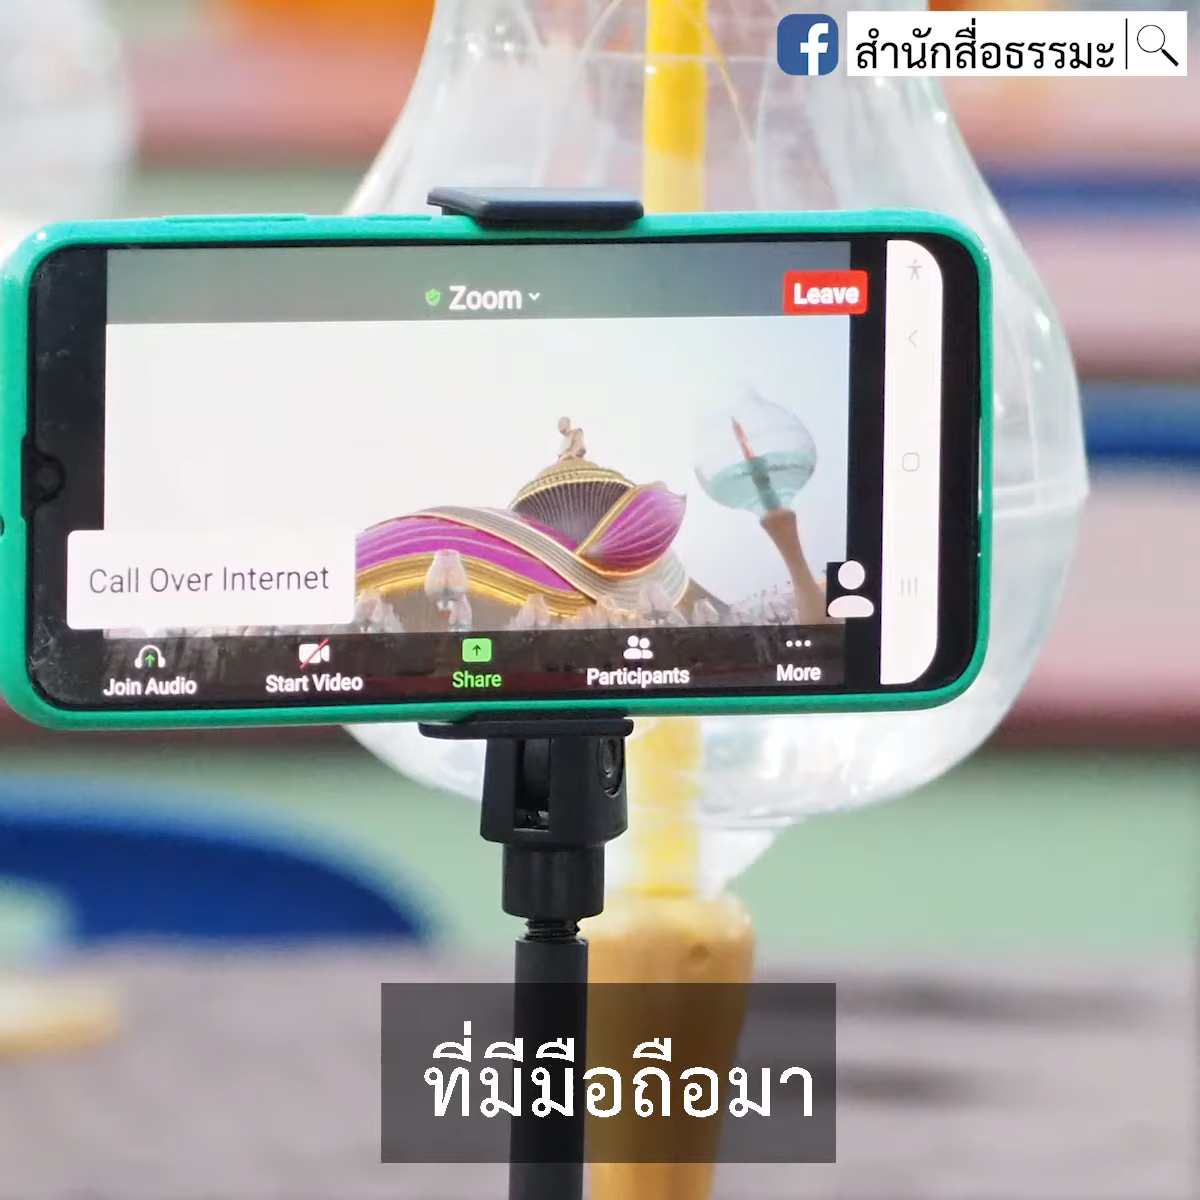 สำนักสื่อธรรมะ
Zoom
Leave
Call Over Internet
Join Audio
Start Video
Share
Participants
More
ที่มีมือถือมา